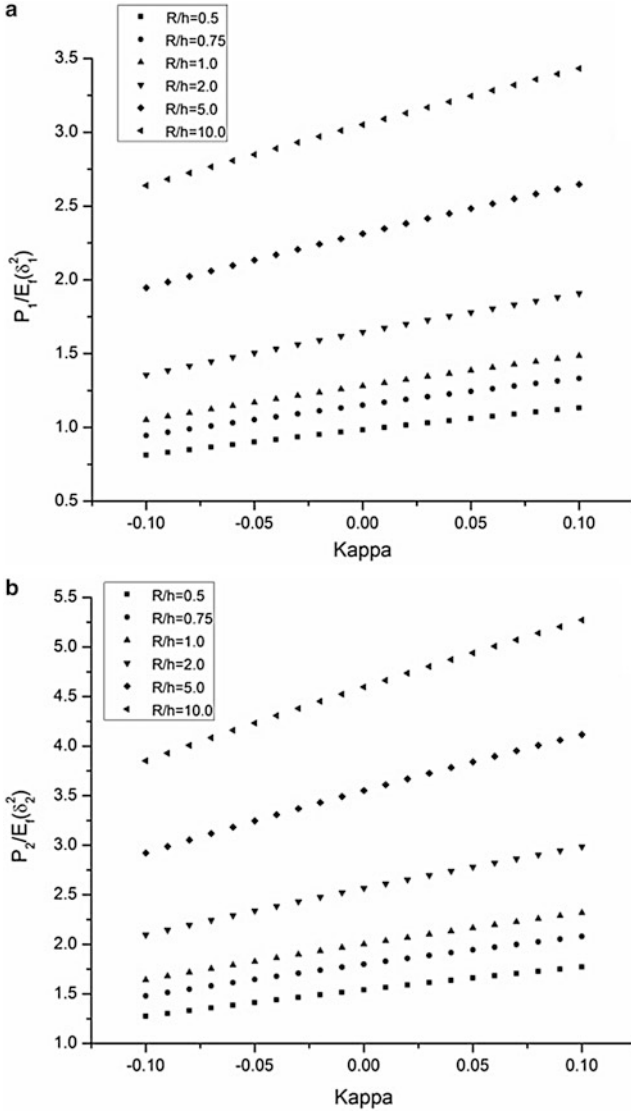 a
R/h=0.5
R/h=0.75
R/h=1.0
R/h=2.0
R/h=5.0
R/h=10.0
3.5
3.0
2.5
2.0
1.5
1.0
0.5
P₁/E_f(δ₁²)
-0.10 -0.05 0.00 0.05 0.10
Kappa
b
R/h=0.5
R/h=0.75
R/h=1.0
R/h=2.0
R/h=5.0
R/h=10.0
5.5
5.0
4.5
4.0
3.5
3.0
2.5
2.0
1.5
1.0
P₂/E_f(δ₂²)
-0.10 -0.05 0.00 0.05 0.10
Kappa